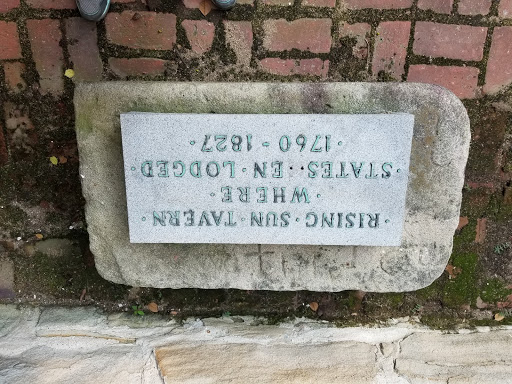 ·RISING·SUN·TAVERN·
·WHERE·
·STATES·EN·LODGED·
·1760-1827·